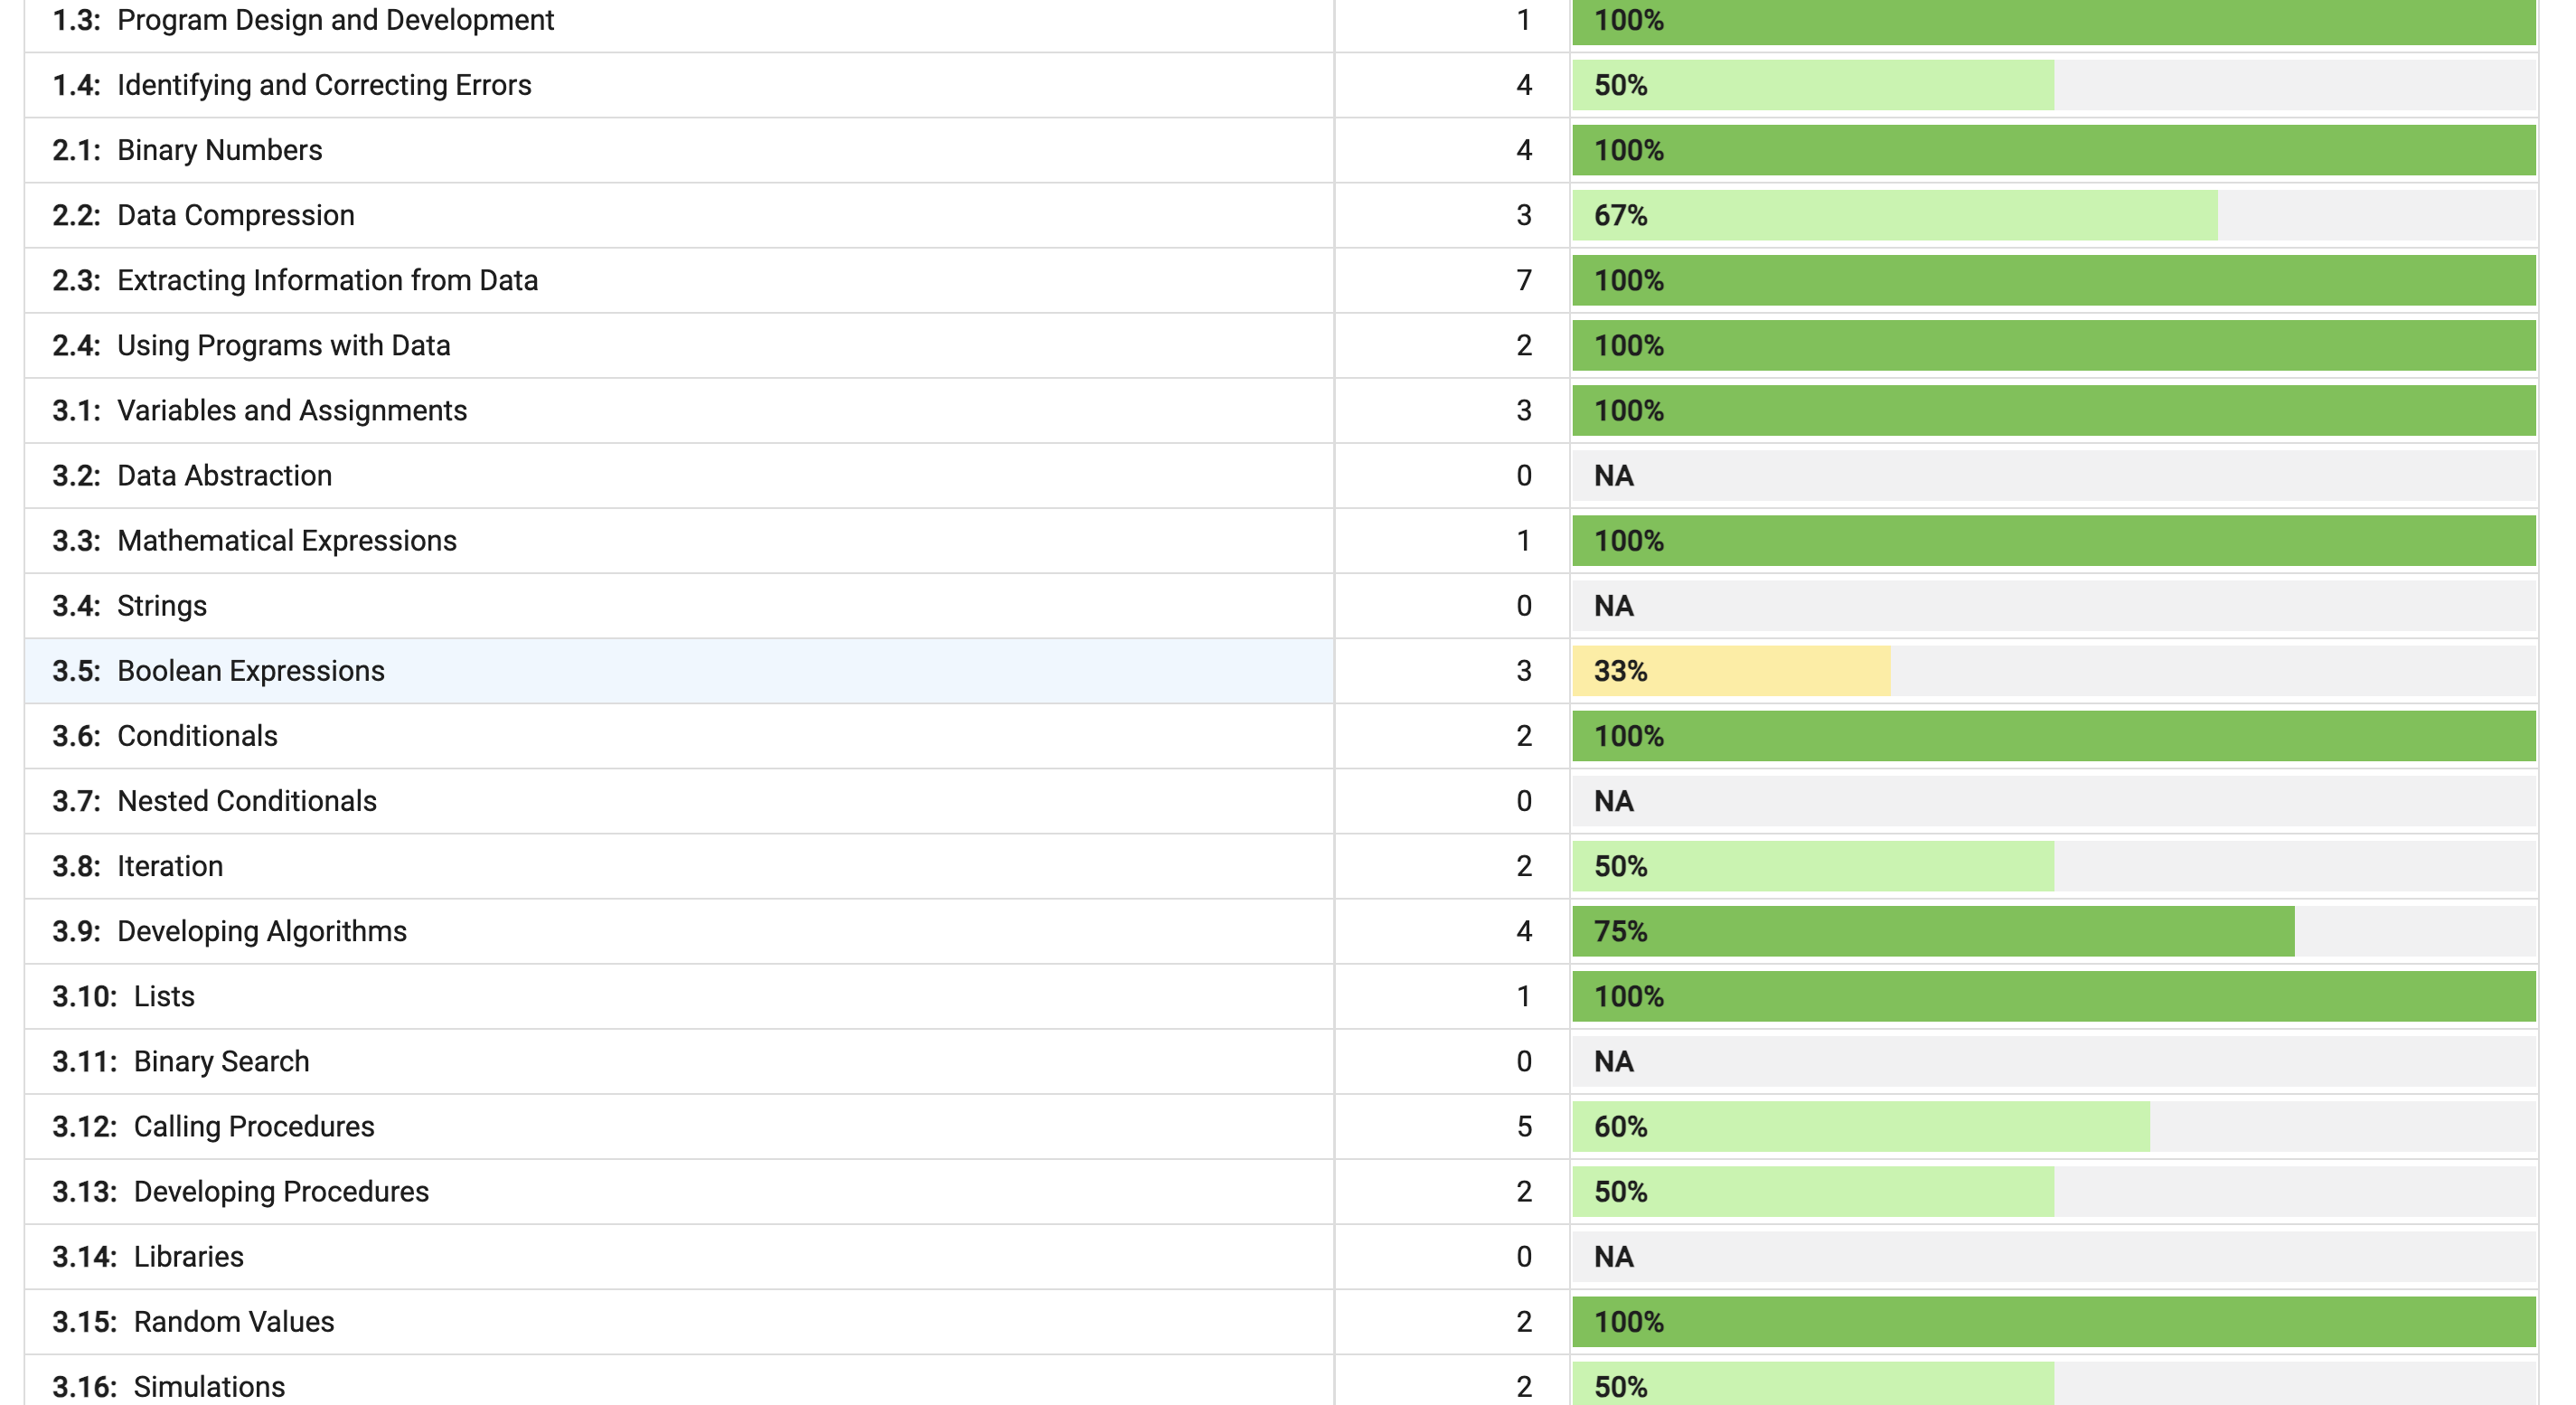 1.3: Program Design and Development 1 100%
1.4: Identifying and Correcting Errors 4 50%
2.1: Binary Numbers 4 100%
2.2: Data Compression 3 67%
2.3: Extracting Information from Data 7 100%
2.4: Using Programs with Data 2 100%
3.1: Variables and Assignments 3 100%
3.2: Data Abstraction 0 NA
3.3: Mathematical Expressions 1 100%
3.4: Strings 0 NA
3.5: Boolean Expressions 3 33%
3.6: Conditionals 2 100%
3.7: Nested Conditionals 0 NA
3.8: Iteration 2 50%
3.9: Developing Algorithms 4 75%
3.10: Lists 1 100%
3.11: Binary Search 0 NA
3.12: Calling Procedures 5 60%
3.13: Developing Procedures 2 50%
3.14: Libraries 0 NA
3.15: Random Values 2 100%
3.16: Simulations 2 50%